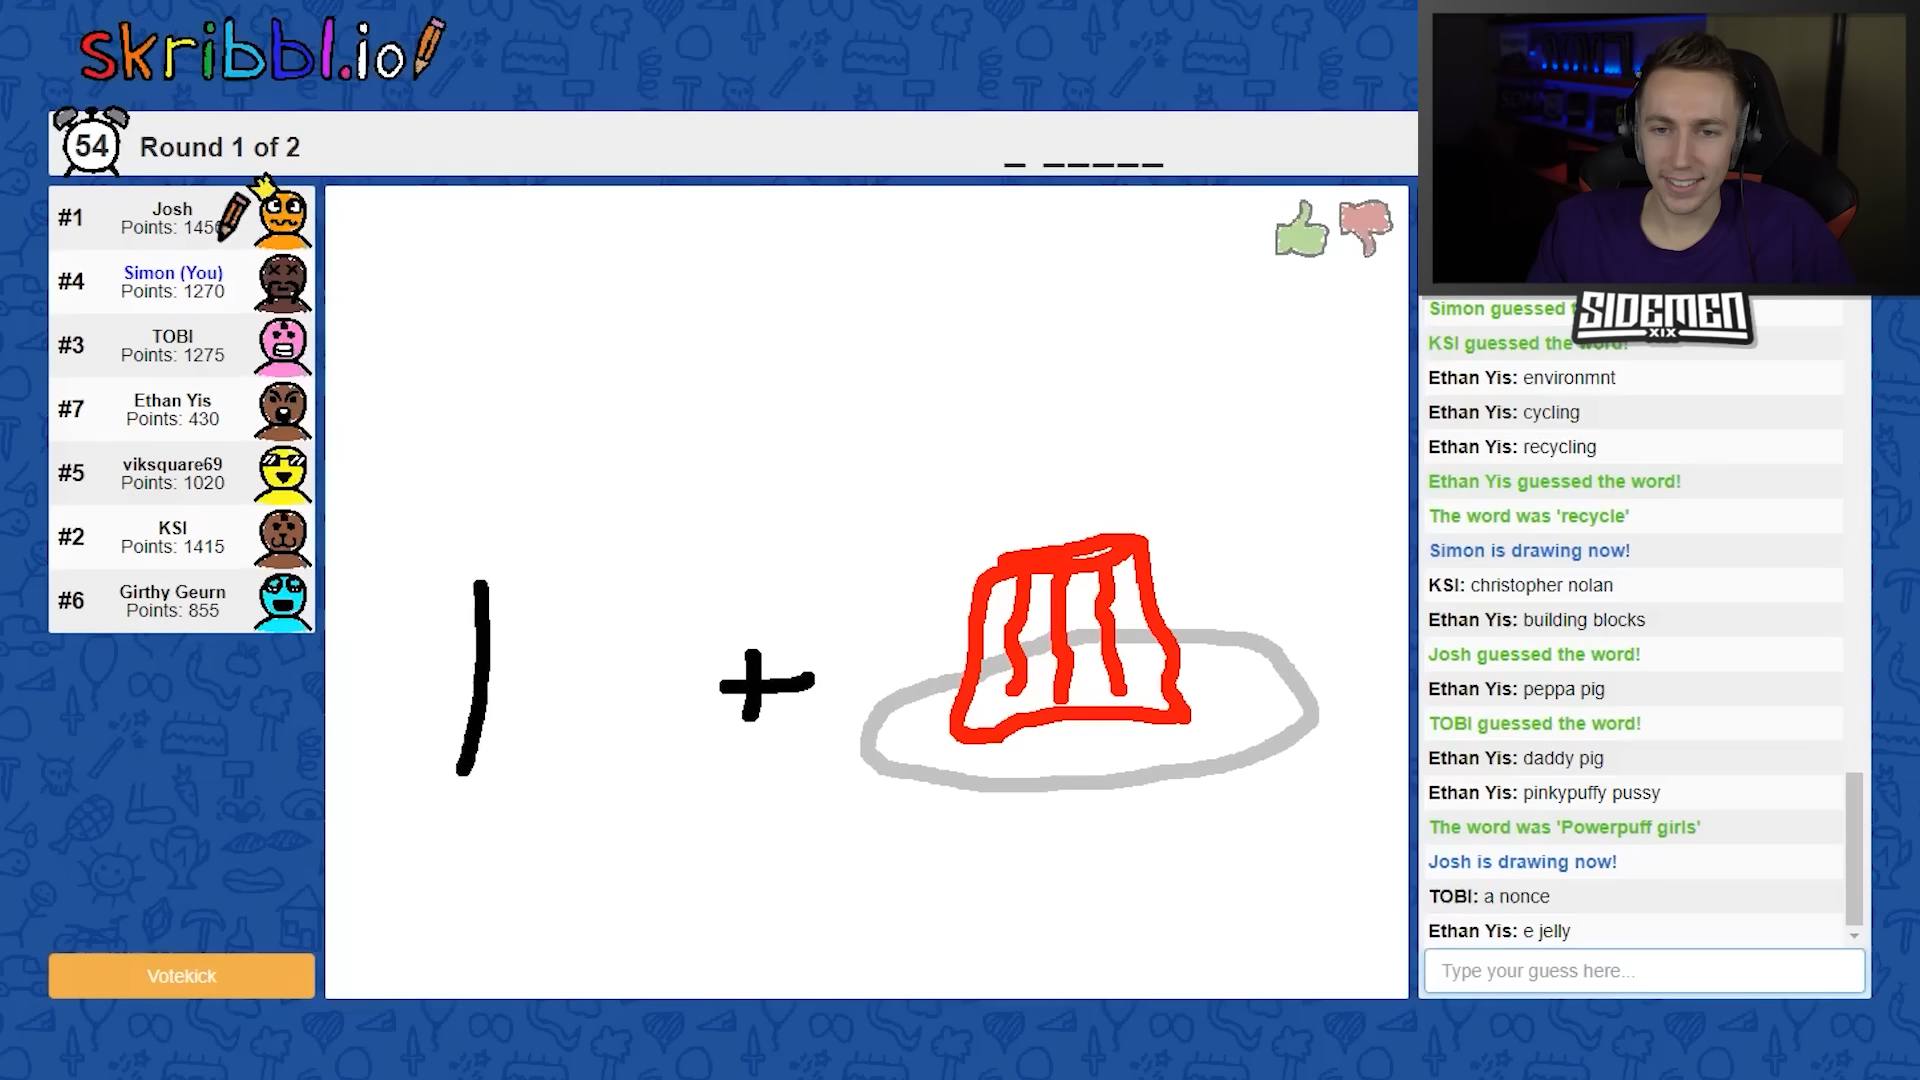 skribbl.io
54
Round 1 of 2
_ _____
#1
Josh
Points: 1450
#4
Simon (You)
Points: 1270
#3
TOBI
Points: 1275
#7
Ethan Yis
Points: 430
#5
viksquare69
Points: 1020
#2
KSI
Points: 1415
#6
Girthy Geurn
Points: 855
Votekick
+
SIDEMEN
XIX
Simon guessed
KSI guessed the word!
Ethan Yis: environmnt
Ethan Yis: cycling
Ethan Yis: recycling
Ethan Yis guessed the word!
The word was 'recycle'
Simon is drawing now!
KSI: christopher nolan
Ethan Yis: building blocks
Josh guessed the word!
Ethan Yis: peppa pig
TOBI guessed the word!
Ethan Yis: daddy pig
Ethan Yis: pinkypuffy pussy
The word was 'Powerpuff girls'
Josh is drawing now!
TOBI: a nonce
Ethan Yis: e jelly
Type your guess here...